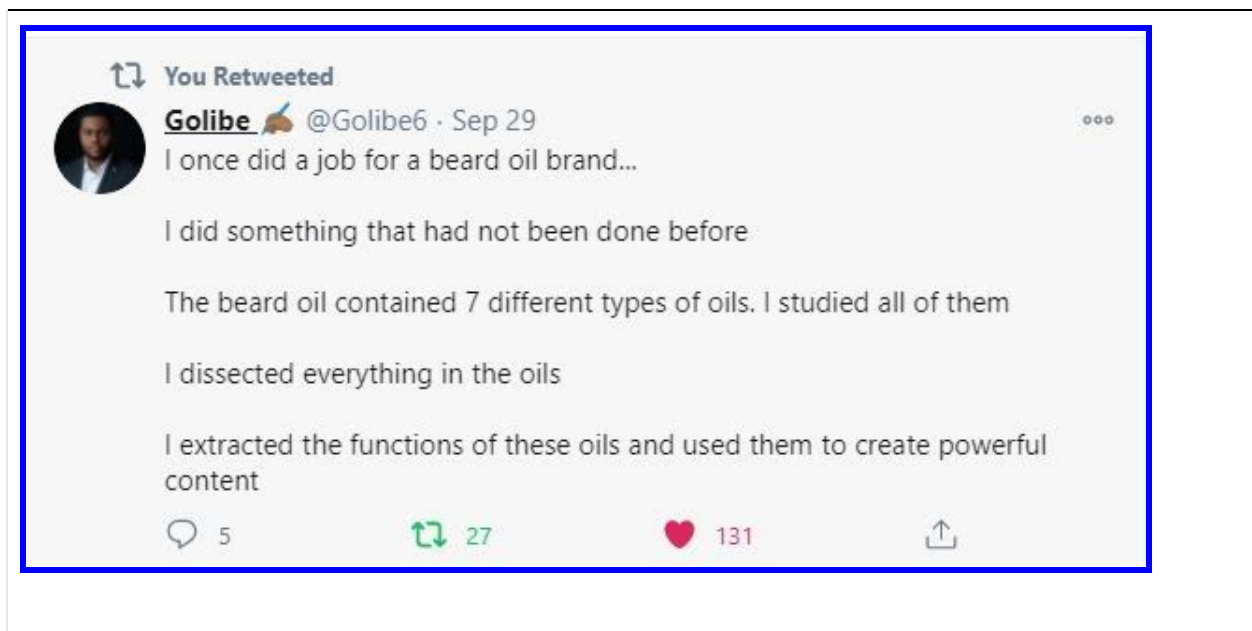 You Retweeted
Golibe ✍🏾 @Golibe6 · Sep 29
I once did a job for a beard oil brand...
I did something that had not been done before
The beard oil contained 7 different types of oils. I studied all of them
I dissected everything in the oils
I extracted the functions of these oils and used them to create powerful
content
5 27 131